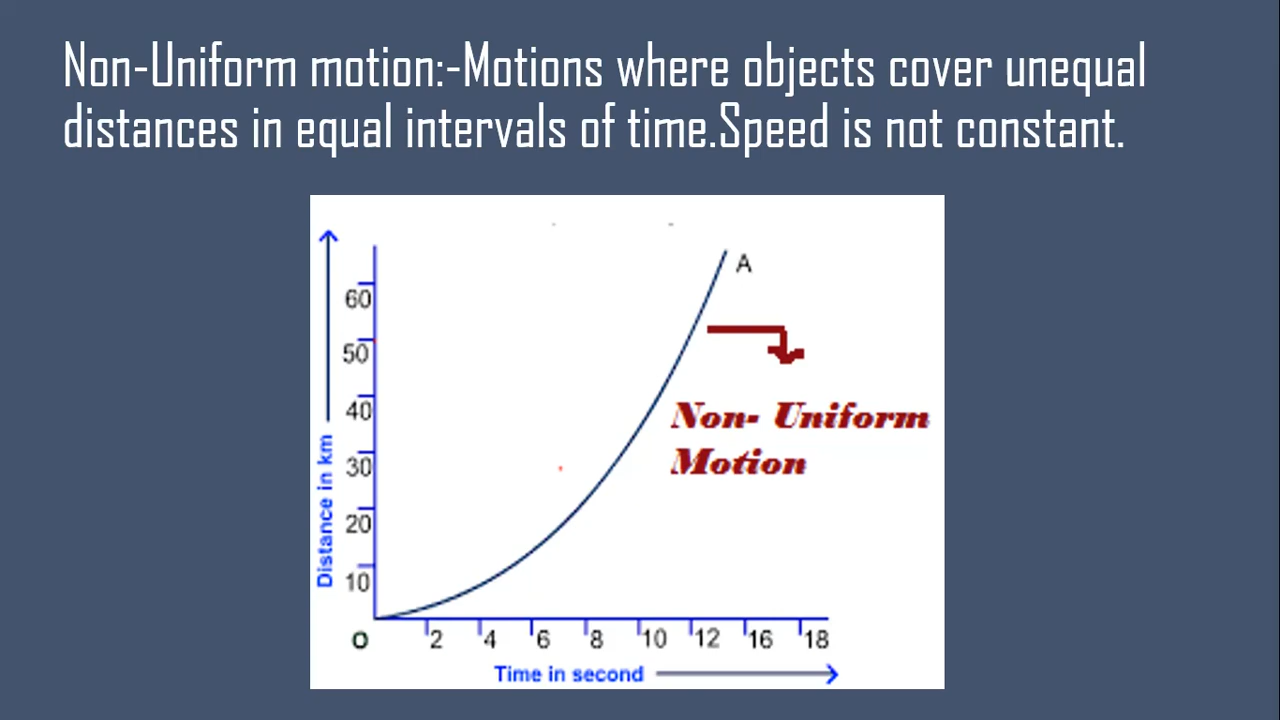 Non-Uniform motion:-Motions where objects cover unequal
distances in equal intervals of time.Speed is not constant.
A
60
50
40
30
20
10
Distance in km
Non- Uniform
Motion
O 2 4 6 8 10 12 16 18
Time in second